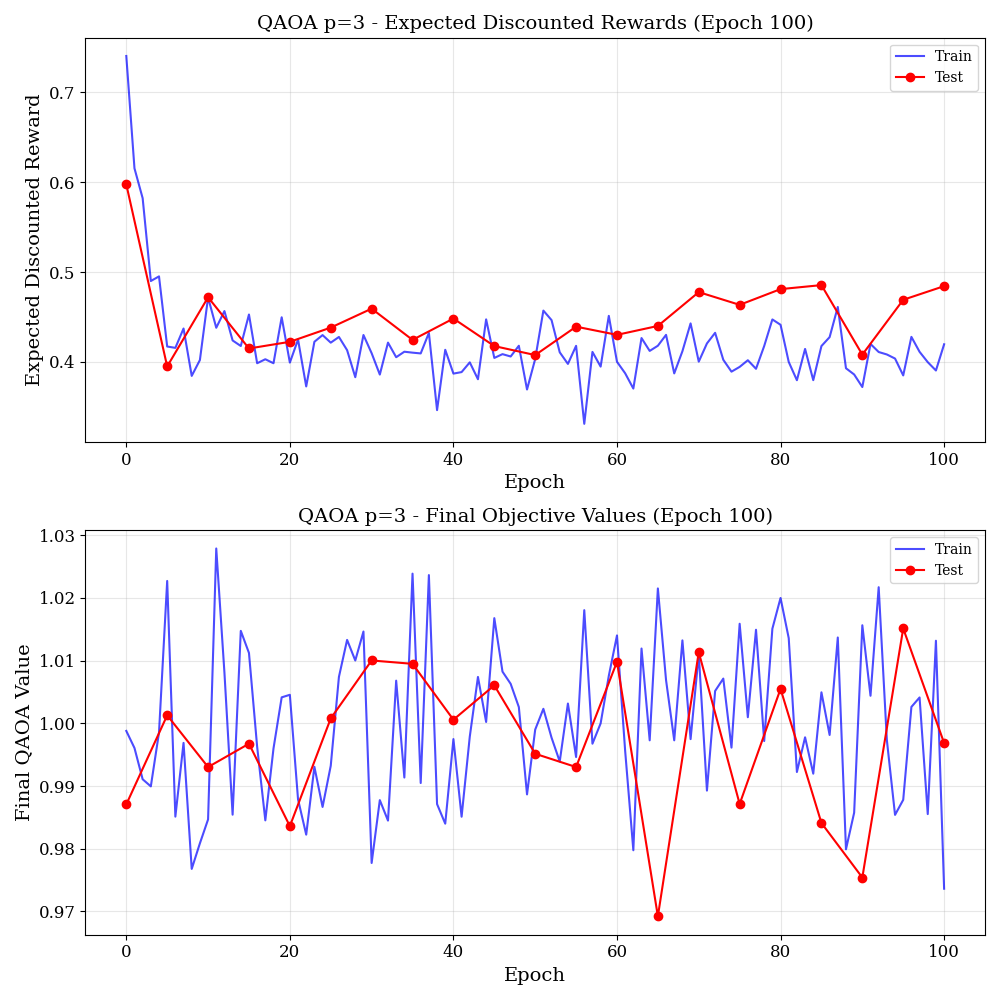 QAOA p=3 - Expected Discounted Rewards (Epoch 100)
Train
Test
Expected Discounted Reward
0.7
0.6
0.5
0.4
0 20 40 60 80 100
Epoch
QAOA p=3 - Final Objective Values (Epoch 100)
Train
Test
Final QAOA Value
1.03
1.02
1.01
1.00
0.99
0.98
0.97
0 20 40 60 80 100
Epoch